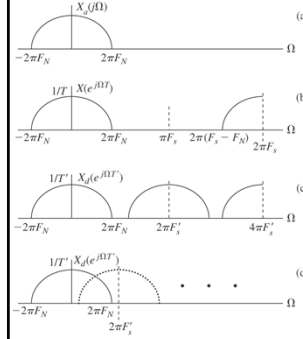 X_a(jΩ)
(a
−2πF_N 2πF_N Ω
1/T X(e^{jΩT})
(b
−2πF_N 2πF_N πF_s 2π(F_s − F_N) 2πF_s Ω
1/T′ X_d(e^{jΩT′})
(c
−2πF_N 2πF_N 2πF′_s 4πF′_s Ω
1/T′ X_d(e^{jΩT′})
(c
−2πF_N 2πF_N 2πF′_s Ω